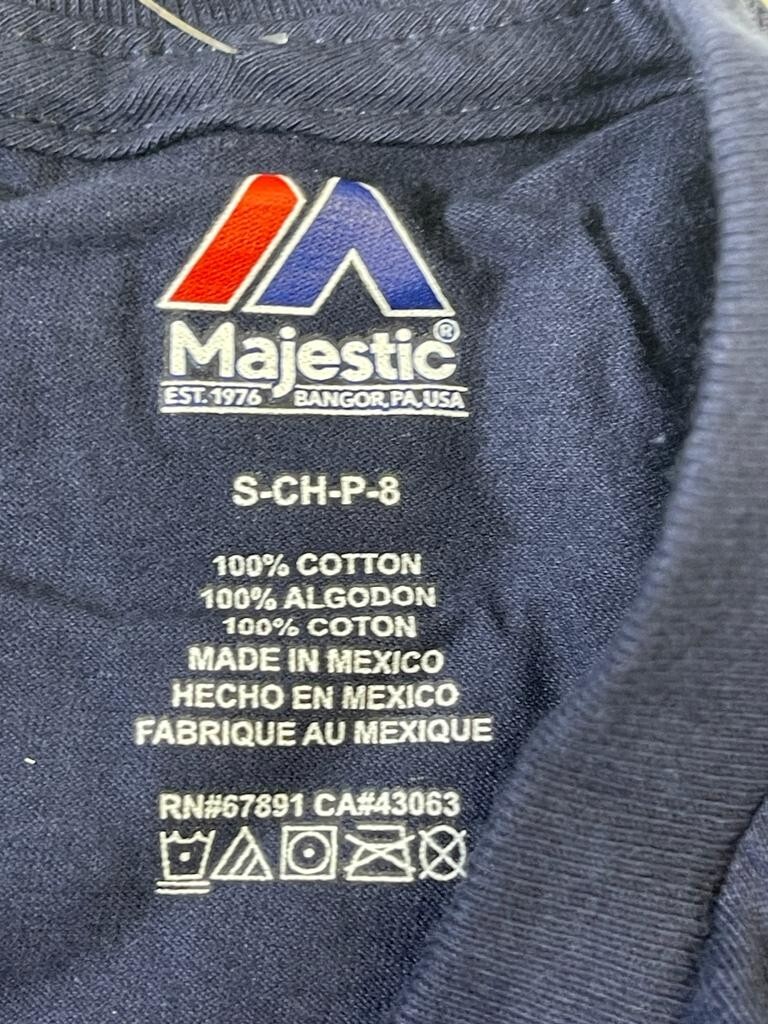 Majestic®
EST. 1976 BANGOR, PA, USA
S-CH-P-8
100% COTTON
100% ALGODON
100% COTON
MADE IN MEXICO
HECHO EN MEXICO
FABRIQUE AU MEXIQUE
RN#67891 CA#43063